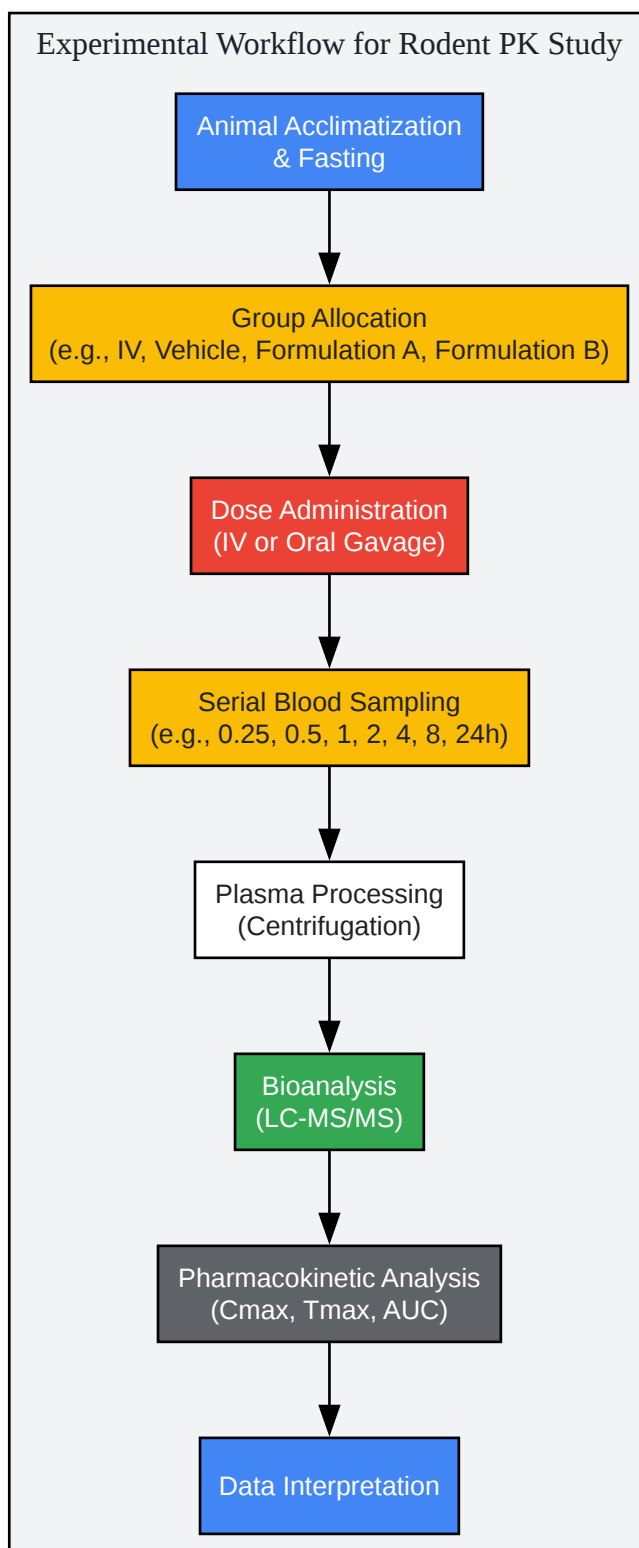 Experimental Workflow for Rodent PK Study
Animal Acclimatization
& Fasting
Group Allocation
(e.g., IV, Vehicle, Formulation A, Formulation B)
Dose Administration
(IV or Oral Gavage)
Serial Blood Sampling
(e.g., 0.25, 0.5, 1, 2, 4, 8, 24h)
Plasma Processing
(Centrifugation)
Bioanalysis
(LC-MS/MS)
Pharmacokinetic Analysis
(Cmax, Tmax, AUC)
Data Interpretation